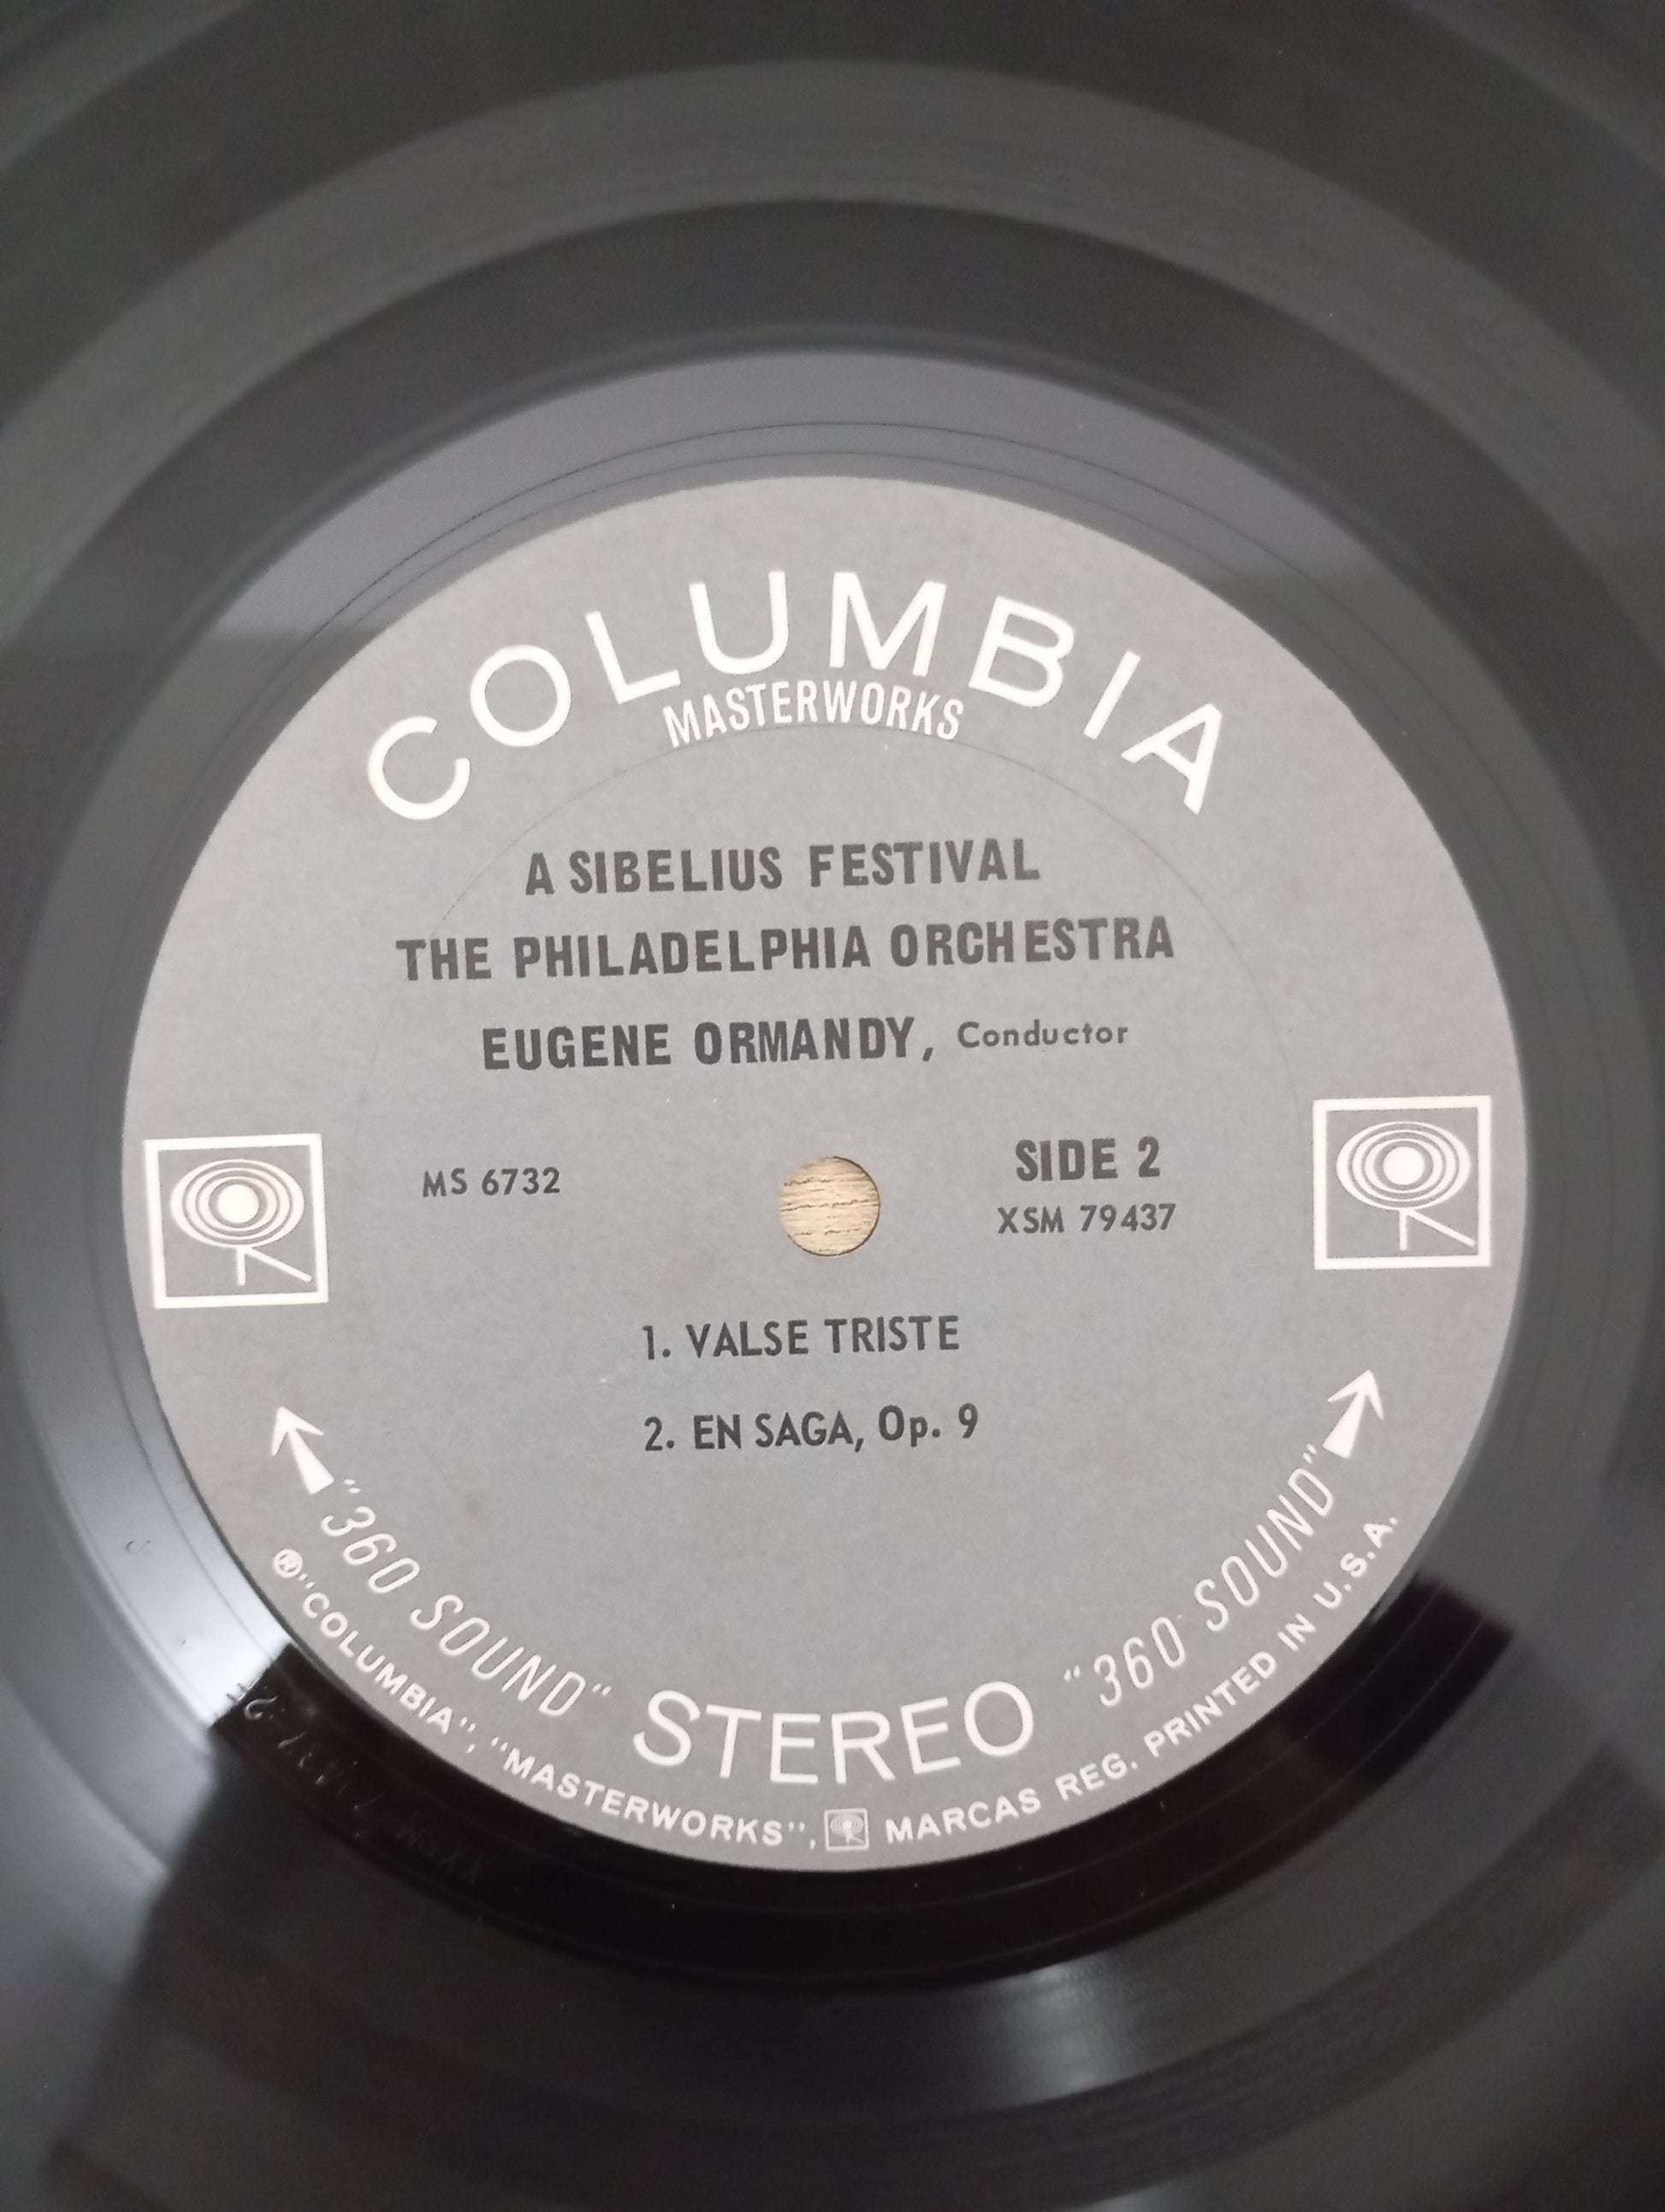 COLUMBIA
MASTERWORKS
A SIBELIUS FESTIVAL
THE PHILADELPHIA ORCHESTRA
EUGENE ORMANDY, Conductor
MS 6732
SIDE 2
XSM 79437
1. VALSE TRISTE
2. EN SAGA, Op. 9
"360 SOUND" STEREO "360 SOUND"
®"COLUMBIA", "MASTERWORKS", MARCAS REG. PRINTED IN U.S.A.